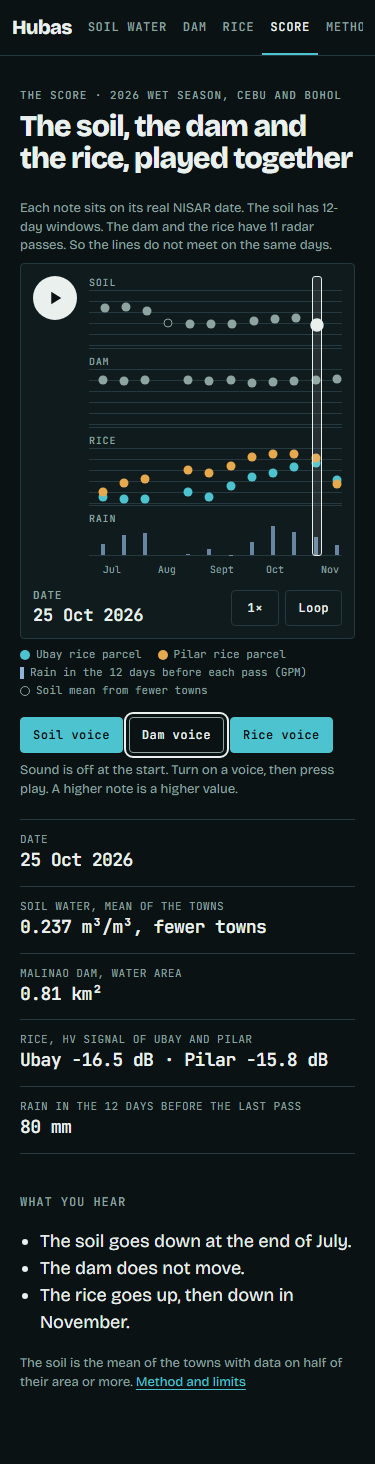 Hubas SOIL WATER DAM RICE SCORE METHO
THE SCORE · 2026 WET SEASON, CEBU AND BOHOL
The soil, the dam and
the rice, played together
Each note sits on its real NISAR date. The soil has 12-
day windows. The dam and the rice have 11 radar
passes. So the lines do not meet on the same days.
SOIL
DAM
RICE
RAIN
Jul Aug Sept Oct Nov
DATE
25 Oct 2026
1× Loop
Ubay rice parcel Pilar rice parcel
Rain in the 12 days before each pass (GPM)
Soil mean from fewer towns
Soil voice Dam voice Rice voice
Sound is off at the start. Turn on a voice, then press
play. A higher note is a higher value.
DATE
25 Oct 2026
SOIL WATER, MEAN OF THE TOWNS
0.237 m³/m³, fewer towns
MALINAO DAM, WATER AREA
0.81 km²
RICE, HV SIGNAL OF UBAY AND PILAR
Ubay -16.5 dB · Pilar -15.8 dB
RAIN IN THE 12 DAYS BEFORE THE LAST PASS
80 mm
WHAT YOU HEAR
• The soil goes down at the end of July.
• The dam does not move.
• The rice goes up, then down in
November.
The soil is the mean of the towns with data on half of
their area or more. Method and limits